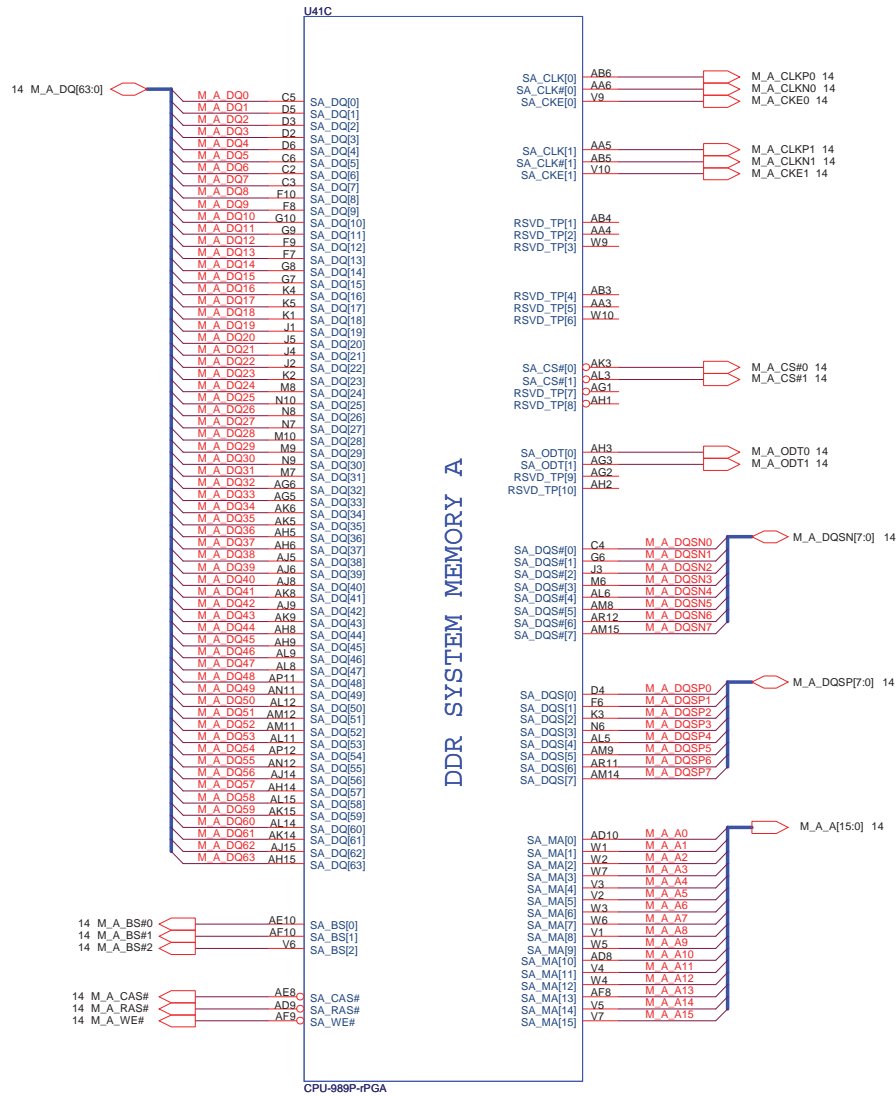 U41C
14 M_A_DQ[63:0]
M_A_DQ0 C5 SA_DQ[0]
M_A_DQ1 D5 SA_DQ[1]
M_A_DQ2 D3 SA_DQ[2]
M_A_DQ3 D2 SA_DQ[3]
M_A_DQ4 D6 SA_DQ[4]
M_A_DQ5 C6 SA_DQ[5]
M_A_DQ6 C2 SA_DQ[6]
M_A_DQ7 C3 SA_DQ[7]
M_A_DQ8 F10 SA_DQ[8]
M_A_DQ9 F8 SA_DQ[9]
M_A_DQ10 G10 SA_DQ[10]
M_A_DQ11 G9 SA_DQ[11]
M_A_DQ12 F9 SA_DQ[12]
M_A_DQ13 F7 SA_DQ[13]
M_A_DQ14 G8 SA_DQ[14]
M_A_DQ15 G7 SA_DQ[15]
M_A_DQ16 K4 SA_DQ[16]
M_A_DQ17 K5 SA_DQ[17]
M_A_DQ18 K1 SA_DQ[18]
M_A_DQ19 J1 SA_DQ[19]
M_A_DQ20 J5 SA_DQ[20]
M_A_DQ21 J4 SA_DQ[21]
M_A_DQ22 J2 SA_DQ[22]
M_A_DQ23 K2 SA_DQ[23]
M_A_DQ24 M8 SA_DQ[24]
M_A_DQ25 N10 SA_DQ[25]
M_A_DQ26 N8 SA_DQ[26]
M_A_DQ27 N7 SA_DQ[27]
M_A_DQ28 M10 SA_DQ[28]
M_A_DQ29 M9 SA_DQ[29]
M_A_DQ30 N9 SA_DQ[30]
M_A_DQ31 M7 SA_DQ[31]
M_A_DQ32 AG6 SA_DQ[32]
M_A_DQ33 AG5 SA_DQ[33]
M_A_DQ34 AK6 SA_DQ[34]
M_A_DQ35 AK5 SA_DQ[35]
M_A_DQ36 AH5 SA_DQ[36]
M_A_DQ37 AH6 SA_DQ[37]
M_A_DQ38 AJ5 SA_DQ[38]
M_A_DQ39 AJ6 SA_DQ[39]
M_A_DQ40 AJ8 SA_DQ[40]
M_A_DQ41 AK8 SA_DQ[41]
M_A_DQ42 AJ9 SA_DQ[42]
M_A_DQ43 AK9 SA_DQ[43]
M_A_DQ44 AH8 SA_DQ[44]
M_A_DQ45 AH9 SA_DQ[45]
M_A_DQ46 AL9 SA_DQ[46]
M_A_DQ47 AL8 SA_DQ[47]
M_A_DQ48 AP11 SA_DQ[48]
M_A_DQ49 AN11 SA_DQ[49]
M_A_DQ50 AL12 SA_DQ[50]
M_A_DQ51 AM12 SA_DQ[51]
M_A_DQ52 AM11 SA_DQ[52]
M_A_DQ53 AL11 SA_DQ[53]
M_A_DQ54 AP12 SA_DQ[54]
M_A_DQ55 AN12 SA_DQ[55]
M_A_DQ56 AJ14 SA_DQ[56]
M_A_DQ57 AH14 SA_DQ[57]
M_A_DQ58 AL15 SA_DQ[58]
M_A_DQ59 AK15 SA_DQ[59]
M_A_DQ60 AL14 SA_DQ[60]
M_A_DQ61 AK14 SA_DQ[61]
M_A_DQ62 AJ15 SA_DQ[62]
M_A_DQ63 AH15 SA_DQ[63]
14 M_A_BS#0 AE10 SA_BS[0]
14 M_A_BS#1 AF10 SA_BS[1]
14 M_A_BS#2 V6 SA_BS[2]
14 M_A_CAS# AE8 SA_CAS#
14 M_A_RAS# AD9 SA_RAS#
14 M_A_WE# AF9 SA_WE#
DDR SYSTEM MEMORY A
SA_CLK[0] AB6 M_A_CLKP0 14
SA_CLK#[0] AA6 M_A_CLKN0 14
SA_CKE[0] V9 M_A_CKE0 14
SA_CLK[1] AA5 M_A_CLKP1 14
SA_CLK#[1] AB5 M_A_CLKN1 14
SA_CKE[1] V10 M_A_CKE1 14
RSVD_TP[1] AB4
RSVD_TP[2] AA4
RSVD_TP[3] W9
RSVD_TP[4] AB3
RSVD_TP[5] AA3
RSVD_TP[6] W10
SA_CS#[0] AK3 M_A_CS#0 14
SA_CS#[1] AL3 M_A_CS#1 14
RSVD_TP[7] AG1
RSVD_TP[8] AH1
SA_ODT[0] AH3 M_A_ODT0 14
SA_ODT[1] AG3 M_A_ODT1 14
RSVD_TP[9] AG2
RSVD_TP[10] AH2
M_A_DQSN[7:0] 14
SA_DQS#[0] C4 M_A_DQSN0
SA_DQS#[1] G6 M_A_DQSN1
SA_DQS#[2] J3 M_A_DQSN2
SA_DQS#[3] M6 M_A_DQSN3
SA_DQS#[4] AL6 M_A_DQSN4
SA_DQS#[5] AM8 M_A_DQSN5
SA_DQS#[6] AR12 M_A_DQSN6
SA_DQS#[7] AM15 M_A_DQSN7
M_A_DQSP[7:0] 14
SA_DQS[0] D4 M_A_DQSP0
SA_DQS[1] F6 M_A_DQSP1
SA_DQS[2] K3 M_A_DQSP2
SA_DQS[3] N6 M_A_DQSP3
SA_DQS[4] AL5 M_A_DQSP4
SA_DQS[5] AM9 M_A_DQSP5
SA_DQS[6] AR11 M_A_DQSP6
SA_DQS[7] AM14 M_A_DQSP7
M_A_A[15:0] 14
SA_MA[0] AD10 M_A_A0
SA_MA[1] W1 M_A_A1
SA_MA[2] W2 M_A_A2
SA_MA[3] W7 M_A_A3
SA_MA[4] V3 M_A_A4
SA_MA[5] V2 M_A_A5
SA_MA[6] W3 M_A_A6
SA_MA[7] W6 M_A_A7
SA_MA[8] V1 M_A_A8
SA_MA[9] W5 M_A_A9
SA_MA[10] AD8 M_A_A10
SA_MA[11] V4 M_A_A11
SA_MA[12] W4 M_A_A12
SA_MA[13] AF8 M_A_A13
SA_MA[14] V5 M_A_A14
SA_MA[15] V7 M_A_A15
CPU-989P-rPGA